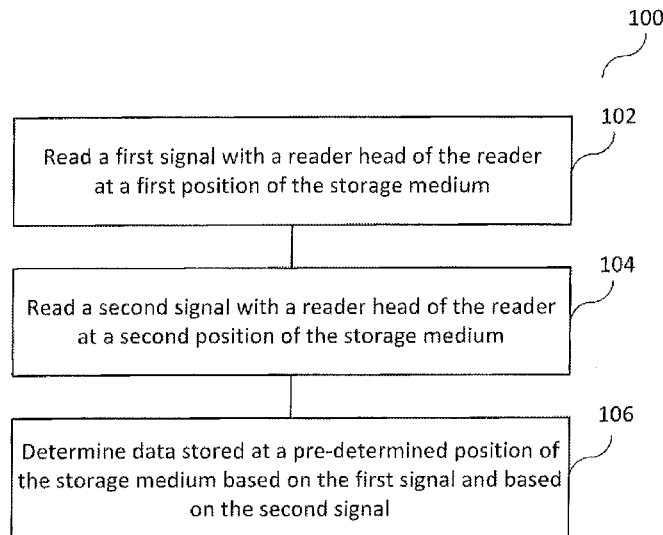 100
102
Read a first signal with a reader head of the reader
at a first position of the storage medium
104
Read a second signal with a reader head of the reader
at a second position of the storage medium
106
Determine data stored at a pre-determined position of
the storage medium based on the first signal and based
on the second signal